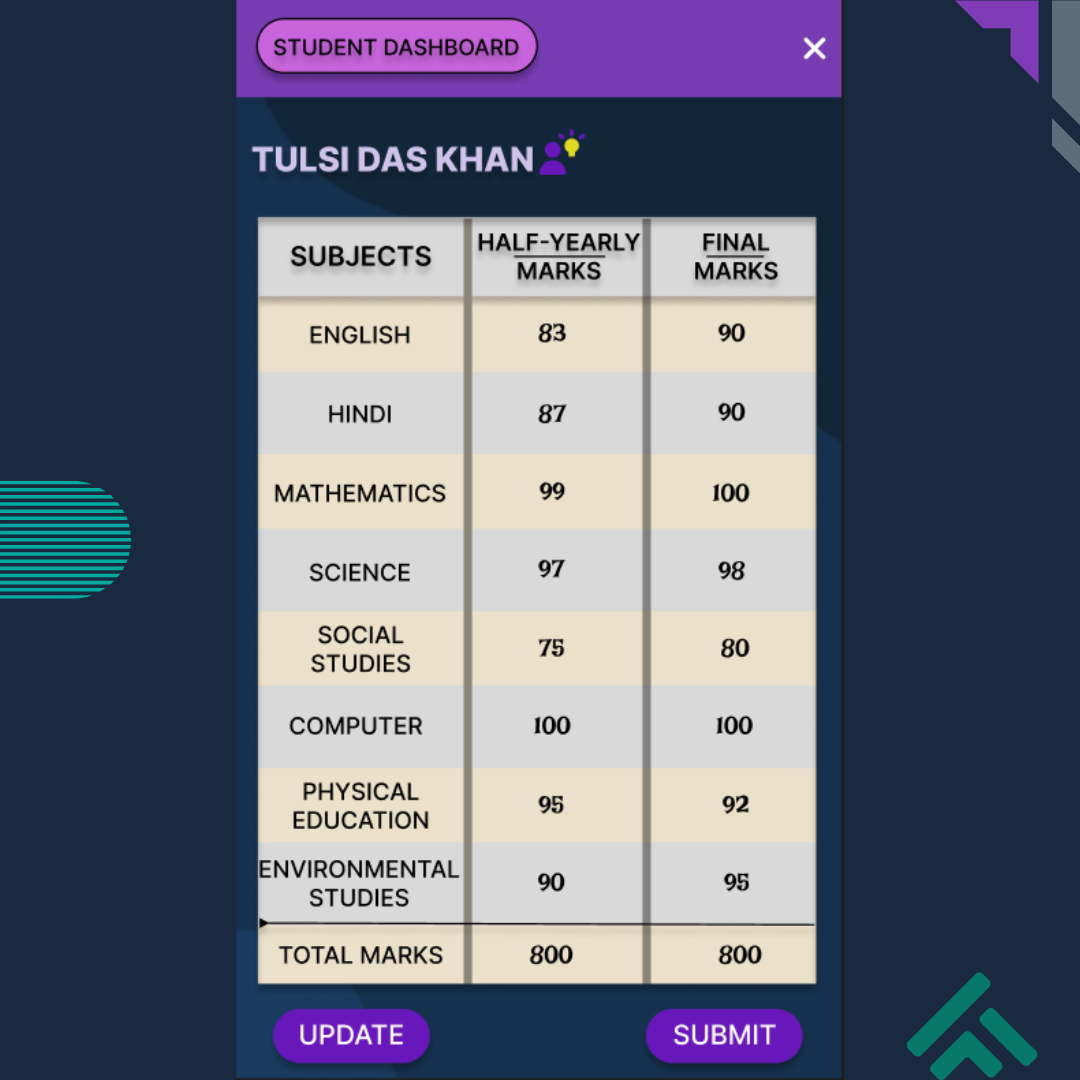 STUDENT DASHBOARD
TULSI DAS KHAN
SUBJECTS HALF-YEARLY MARKS FINAL MARKS
ENGLISH 83 90
HINDI 87 90
MATHEMATICS 99 100
SCIENCE 97 98
SOCIAL STUDIES 75 80
COMPUTER 100 100
PHYSICAL EDUCATION 95 92
ENVIRONMENTAL STUDIES 90 95
TOTAL MARKS 800 800
UPDATE SUBMIT